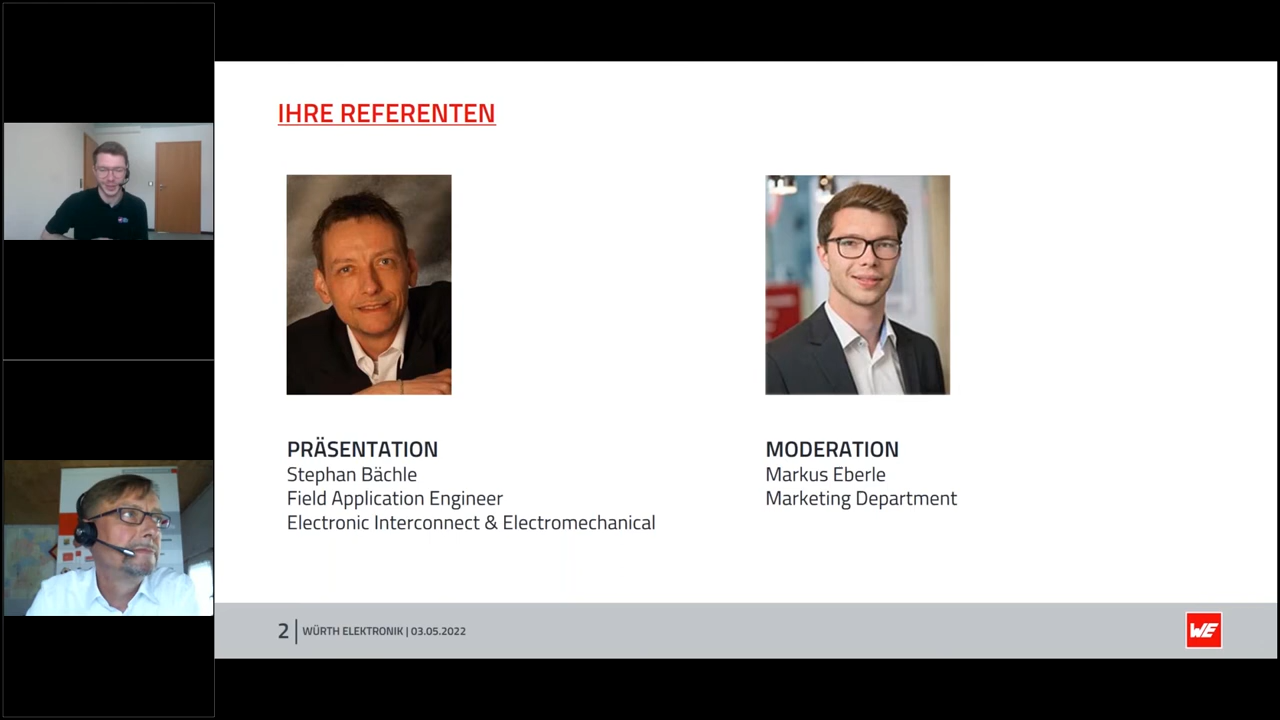 IHRE REFERENTEN
PRÄSENTATION
Stephan Bächle
Field Application Engineer
Electronic Interconnect & Electromechanical
MODERATION
Markus Eberle
Marketing Department
2 | WÜRTH ELEKTRONIK | 03.05.2022
WE